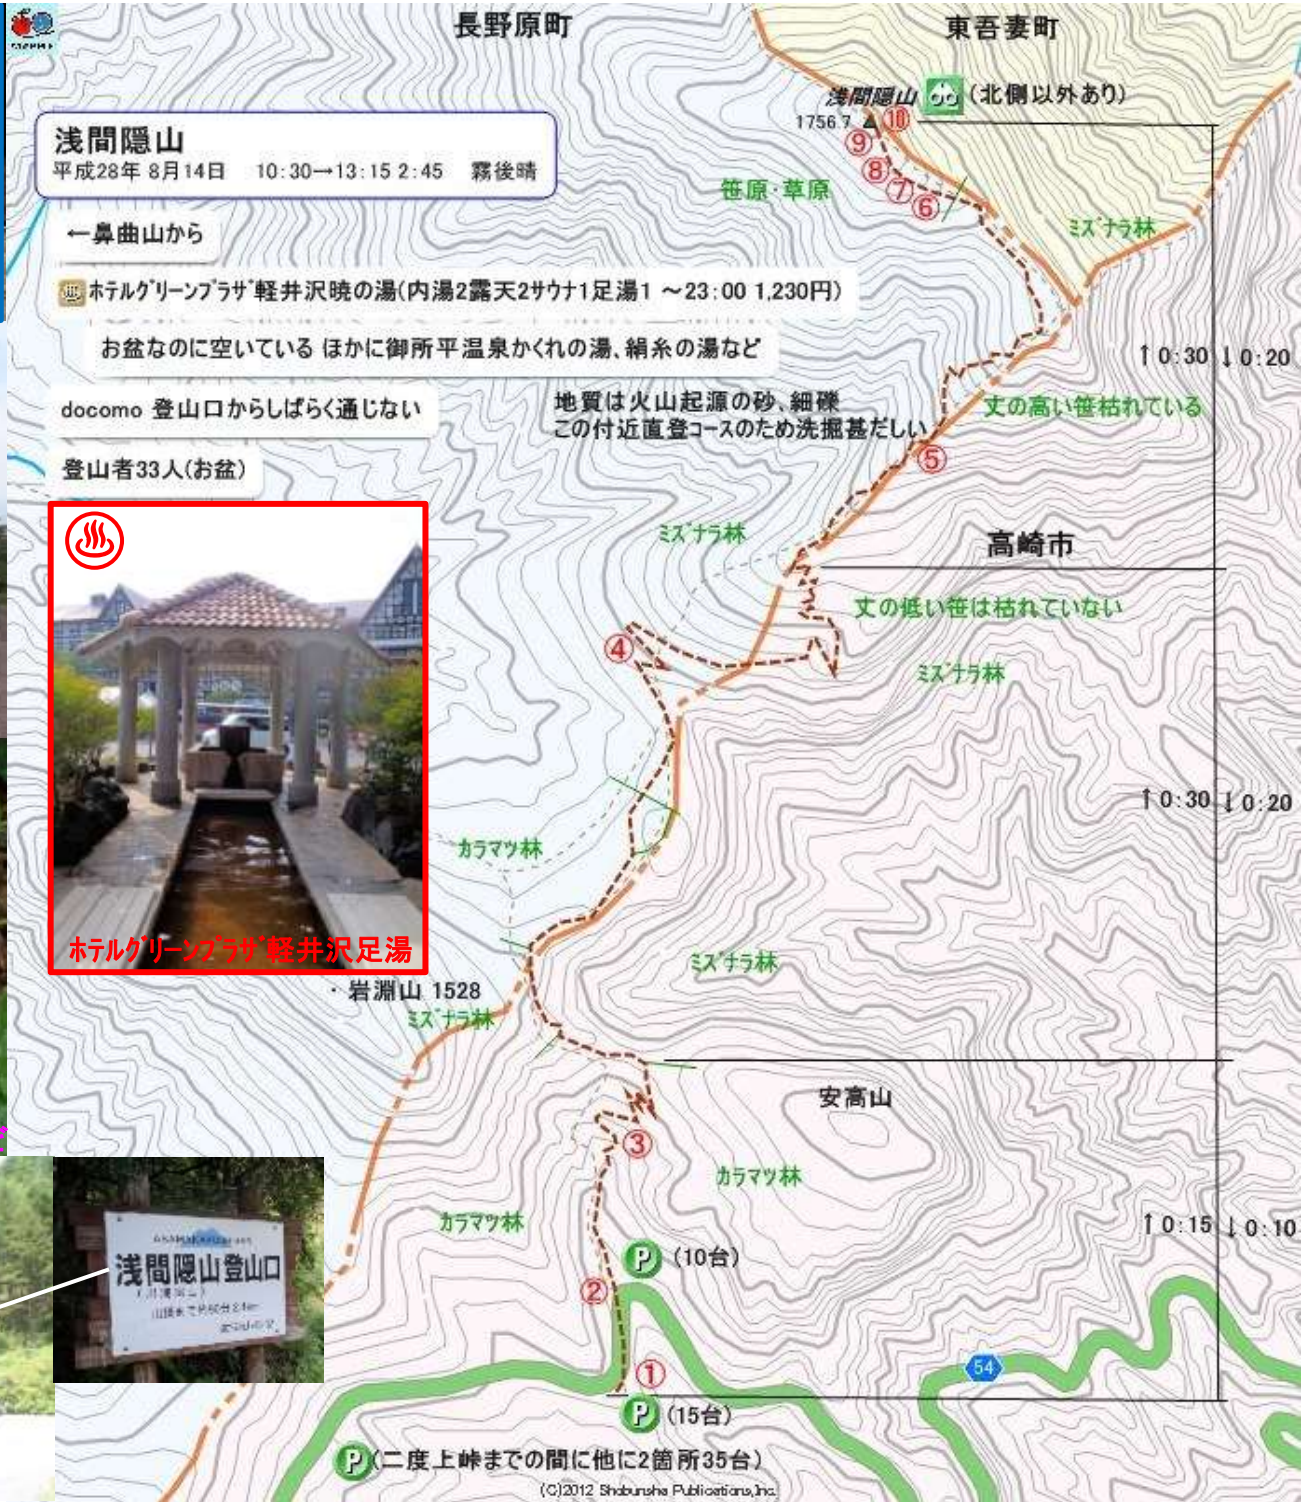 長野原町
東吾妻町
浅間隠山 (北側以外あり)
1756.7
⑩
⑨
⑧
⑦
⑥
浅間隠山
平成28年 8月14日 10:30→13:15 2:45 霧後晴
笹原・草原
ミズナラ林
←鼻曲山から
ホテルグリーンプラザ軽井沢暁の湯(内湯2露天2サウナ1足湯1 ~23:00 1,230円)
お盆なのに空いている ほかに御所平温泉かくれの湯、絹糸の湯など
↑0:30 ↓0:20
docomo 登山口からしばらく通じない
地質は火山起源の砂、細礫
この付近直登コースのため洗掘甚だしい
丈の高い笹枯れている
⑤
登山者33人(お盆)
ミズナラ林
高崎市
丈の低い笹は枯れていない
④
ミズナラ林
↑0:30 ↓0:20
カラマツ林
ホテルグリーンプラザ軽井沢足湯
ミズナラ林
・岩淵山 1528
ミズナラ林
安高山
③
カラマツ林
カラマツ林
↑0:15 ↓0:10
浅間隠山登山口
P (10台)
②
①
54
P (15台)
P (二度上峠までの間に他に2箇所35台)
(C)2012 Shobunsha Publications,Inc.